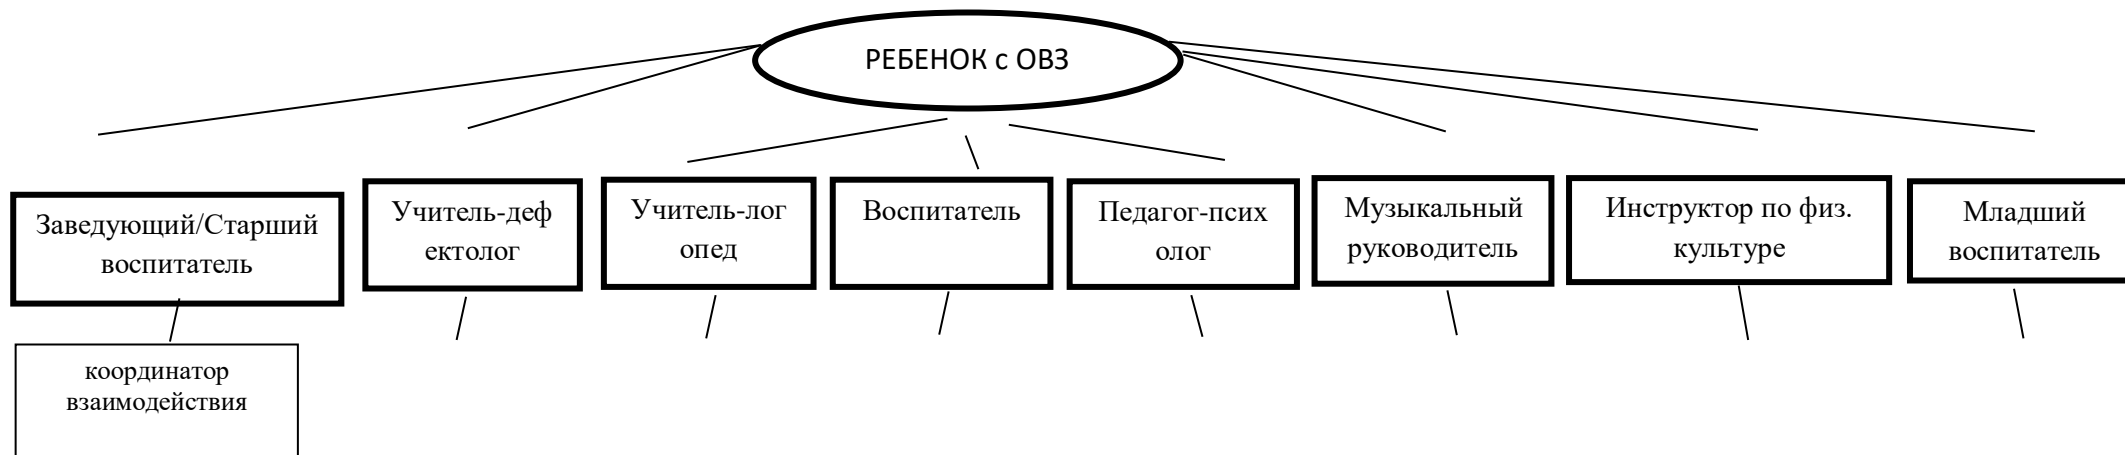 РЕБЕНОК с ОВЗ
Заведующий/Старший
воспитатель
Учитель-деф
ектолог
Учитель-лог
опед
Воспитатель
Педагог-псих
олог
Музыкальный
руководитель
Инструктор по физ.
культуре
Младший
воспитатель
координатор
взаимодействия